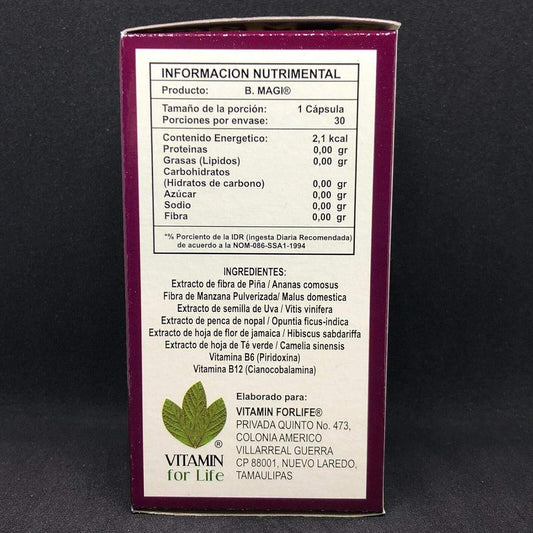 INFORMACION NUTRIMENTAL
Producto: B. MAGI®
Tamaño de la porción: 1 Cápsula
Porciones por envase: 30
Contenido Energetico: 2,1 kcal
Proteinas 0,00 gr
Grasas (Lipidos) 0,00 gr
Carbohidratos
(Hidratos de carbono) 0,00 gr
Azúcar 0,00 gr
Sodio 0,00 gr
Fibra 0,00 gr
*% Porciento de la IDR (ingesta Diaria Recomendada)
de acuerdo a la NOM-086-SSA1-1994
INGREDIENTES:
Extracto de fibra de Piña / Ananas comosus
Fibra de Manzana Pulverizada/ Malus domestica
Extracto de semilla de Uva / Vitis vinifera
Extracto de penca de nopal / Opuntia ficus-indica
Extracto de hoja de flor de jamaica / Hibiscus sabdariffa
Extracto de hoja de Té verde / Camelia sinensis
Vitamina B6 (Piridoxina)
Vitamina B12 (Cianocobalamina)
Elaborado para:
VITAMIN FORLIFE®
PRIVADA QUINTO No. 473,
COLONIA AMERICO
VILLARREAL GUERRA
CP 88001, NUEVO LAREDO,
TAMAULIPAS
®
VITAMIN
for Life